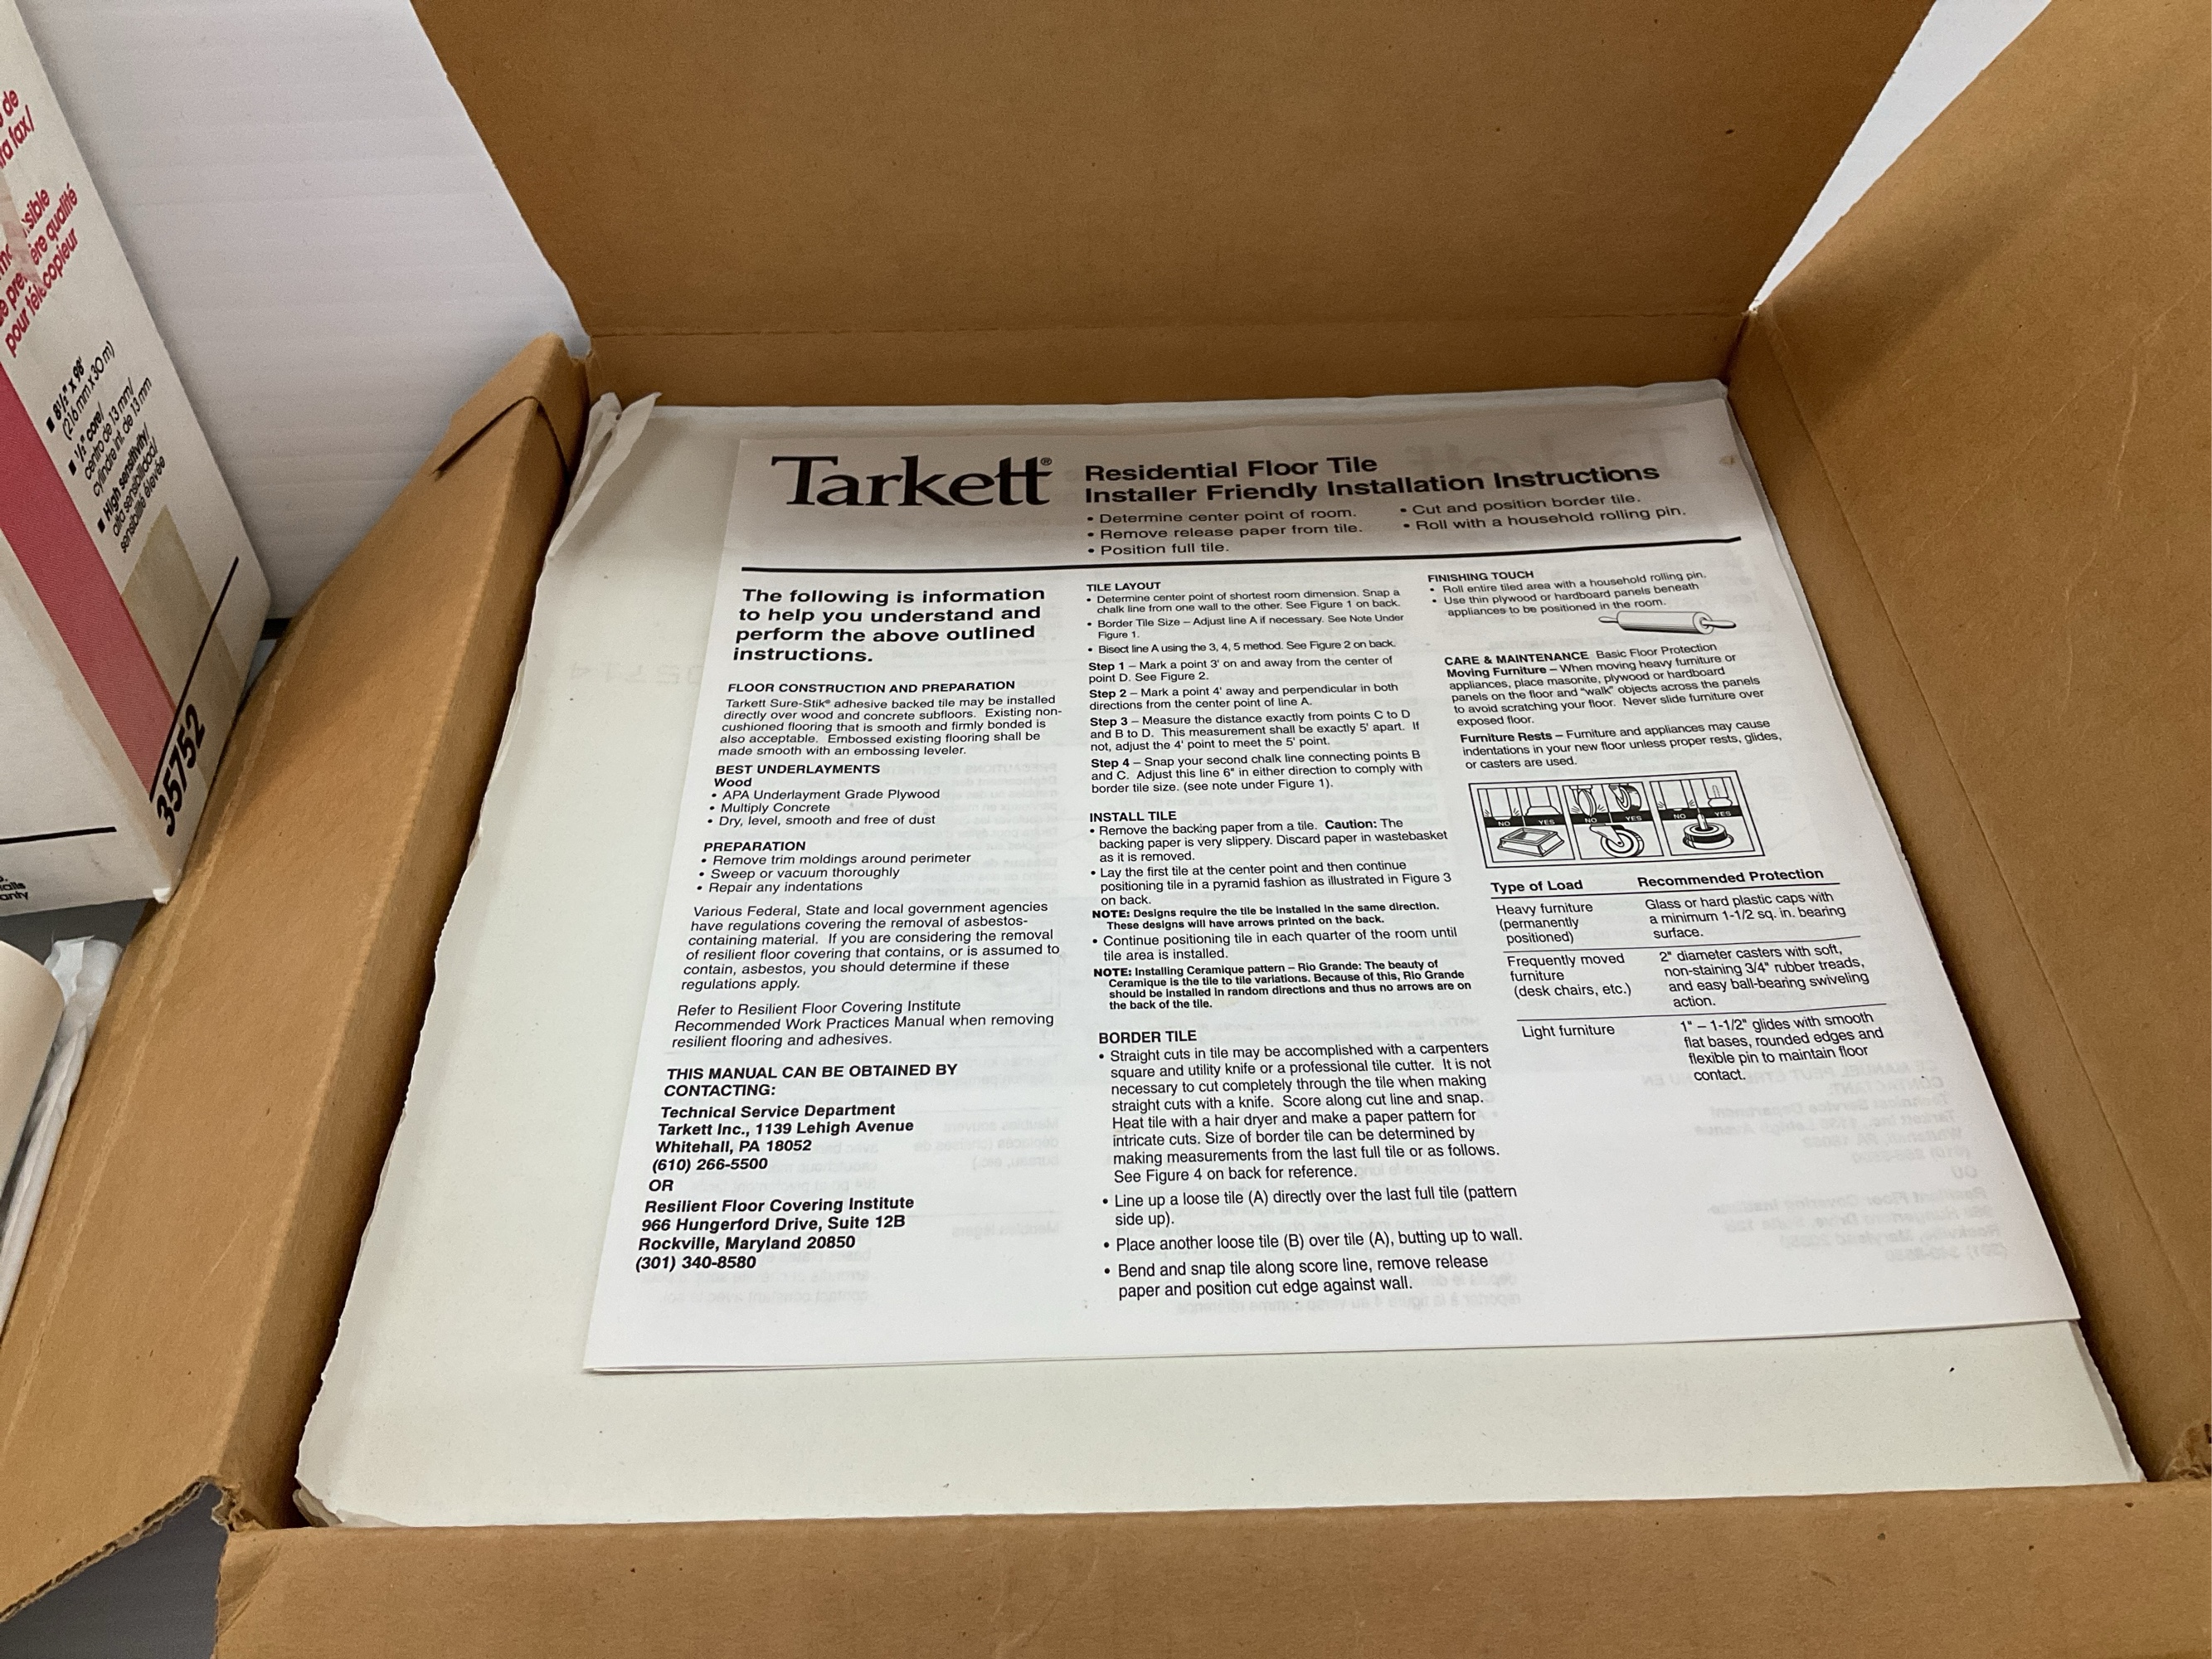 de
fax/
sible
ère qualité
de pre
pour télécopieur
■ 8 1/2" x 98'
(216 mm x 30 m)
■ 1/2" core/
centro de 13 mm/
cylindre int. de 13 mm
■ High sensitivity/
alta sensibilidad/
sensibilité élevée
35752
Tarkett®
Residential Floor Tile
Installer Friendly Installation Instructions
• Determine center point of room.
• Remove release paper from tile.
• Position full tile.
• Cut and position border tile.
• Roll with a household rolling pin.
The following is information
to help you understand and
perform the above outlined
instructions.
FLOOR CONSTRUCTION AND PREPARATION
Tarkett Sure-Stik® adhesive backed tile may be installed
directly over wood and concrete subfloors. Existing non-
cushioned flooring that is smooth and firmly bonded is
also acceptable. Embossed existing flooring shall be
made smooth with an embossing leveler.
BEST UNDERLAYMENTS
Wood
• APA Underlayment Grade Plywood
• Multiply Concrete
• Dry, level, smooth and free of dust
PREPARATION
• Remove trim moldings around perimeter
• Sweep or vacuum thoroughly
• Repair any indentations
Various Federal, State and local government agencies
have regulations covering the removal of asbestos-
containing material. If you are considering the removal
of resilient floor covering that contains, or is assumed to
contain, asbestos, you should determine if these
regulations apply.
Refer to Resilient Floor Covering Institute
Recommended Work Practices Manual when removing
resilient flooring and adhesives.
THIS MANUAL CAN BE OBTAINED BY
CONTACTING:
Technical Service Department
Tarkett Inc., 1139 Lehigh Avenue
Whitehall, PA 18052
(610) 266-5500
OR
Resilient Floor Covering Institute
966 Hungerford Drive, Suite 12B
Rockville, Maryland 20850
(301) 340-8580
TILE LAYOUT
• Determine center point of shortest room dimension. Snap a
chalk line from one wall to the other. See Figure 1 on back.
• Border Tile Size – Adjust line A if necessary. See Note Under
Figure 1.
• Bisect line A using the 3, 4, 5 method. See Figure 2 on back.
Step 1 – Mark a point 3' on and away from the center of
point D. See Figure 2.
Step 2 – Mark a point 4' away and perpendicular in both
directions from the center point of line A.
Step 3 – Measure the distance exactly from points C to D
and B to D. This measurement shall be exactly 5' apart. If
not, adjust the 4' point to meet the 5' point.
Step 4 – Snap your second chalk line connecting points B
and C. Adjust this line 6" in either direction to comply with
border tile size. (see note under Figure 1).
INSTALL TILE
• Remove the backing paper from a tile. Caution: The
backing paper is very slippery. Discard paper in wastebasket
as it is removed.
• Lay the first tile at the center point and then continue
positioning tile in a pyramid fashion as illustrated in Figure 3
on back.
NOTE: Designs require the tile be installed in the same direction.
These designs will have arrows printed on the back.
• Continue positioning tile in each quarter of the room until
tile area is installed.
NOTE: Installing Ceramique pattern – Rio Grande: The beauty of
Ceramique is the tile to tile variations. Because of this, Rio Grande
should be installed in random directions and thus no arrows are on
the back of the tile.
BORDER TILE
• Straight cuts in tile may be accomplished with a carpenters
square and utility knife or a professional tile cutter. It is not
necessary to cut completely through the tile when making
straight cuts with a knife. Score along cut line and snap.
Heat tile with a hair dryer and make a paper pattern for
intricate cuts. Size of border tile can be determined by
making measurements from the last full tile or as follows.
See Figure 4 on back for reference.
• Line up a loose tile (A) directly over the last full tile (pattern
side up).
• Place another loose tile (B) over tile (A), butting up to wall.
• Bend and snap tile along score line, remove release
paper and position cut edge against wall.
FINISHING TOUCH
• Roll entire tiled area with a household rolling pin.
• Use thin plywood or hardboard panels beneath
appliances to be positioned in the room.
CARE & MAINTENANCE Basic Floor Protection
Moving Furniture – When moving heavy furniture or
appliances, place masonite, plywood or hardboard
panels on the floor and "walk" objects across the panels
to avoid scratching your floor. Never slide furniture over
exposed floor.
Furniture Rests – Furniture and appliances may cause
indentations in your new floor unless proper rests, glides,
or casters are used.
NO YES NO YES NO YES
Type of Load Recommended Protection
Heavy furniture
(permanently
positioned)
Glass or hard plastic caps with
a minimum 1-1/2 sq. in. bearing
surface.
Frequently moved
furniture
(desk chairs, etc.)
2" diameter casters with soft,
non-staining 3/4" rubber treads,
and easy ball-bearing swiveling
action.
Light furniture
1" – 1-1/2" glides with smooth
flat bases, rounded edges and
flexible pin to maintain floor
contact.